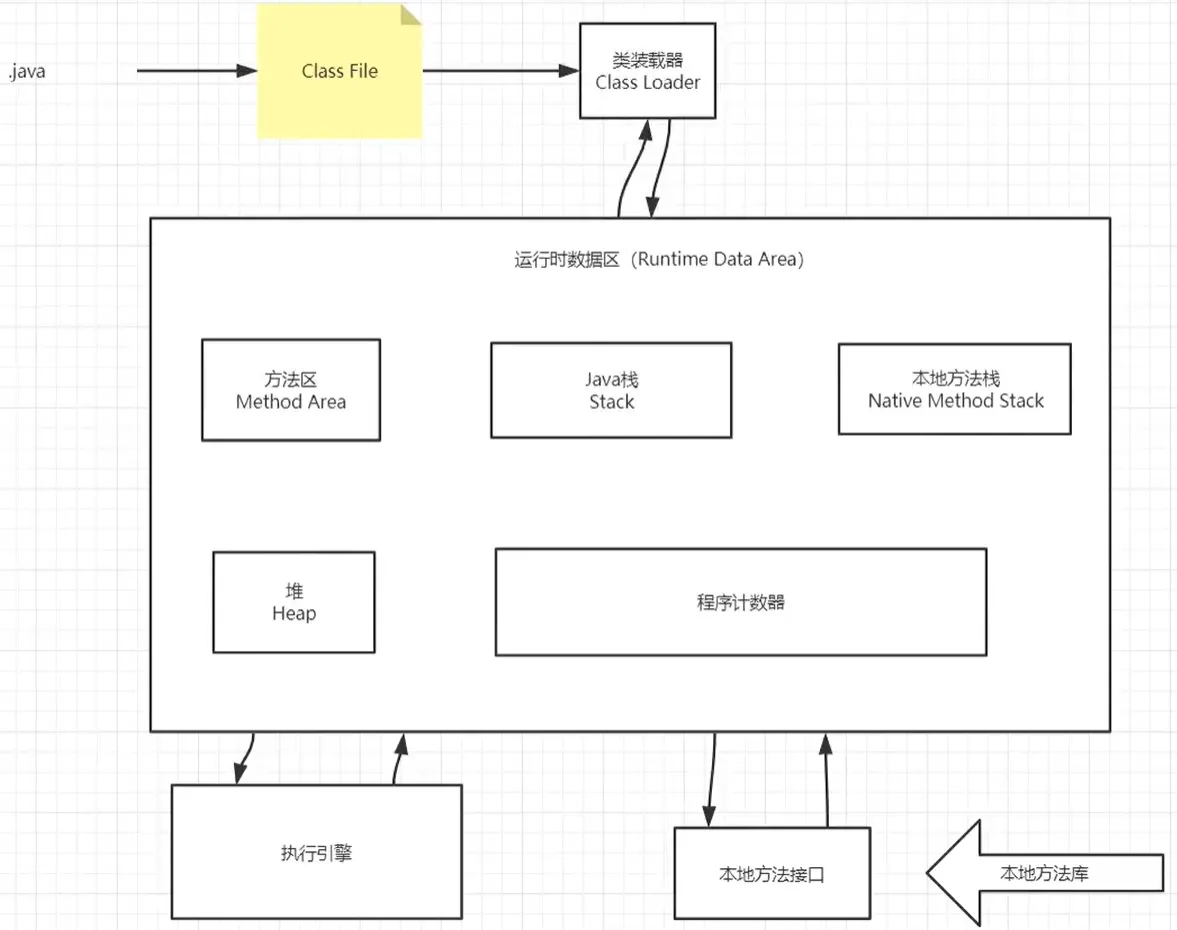 .java
Class File
类装载器
Class Loader
运行时数据区（Runtime Data Area）
方法区
Method Area
Java栈
Stack
本地方法栈
Native Method Stack
堆
Heap
程序计数器
执行引擎
本地方法接口
本地方法库